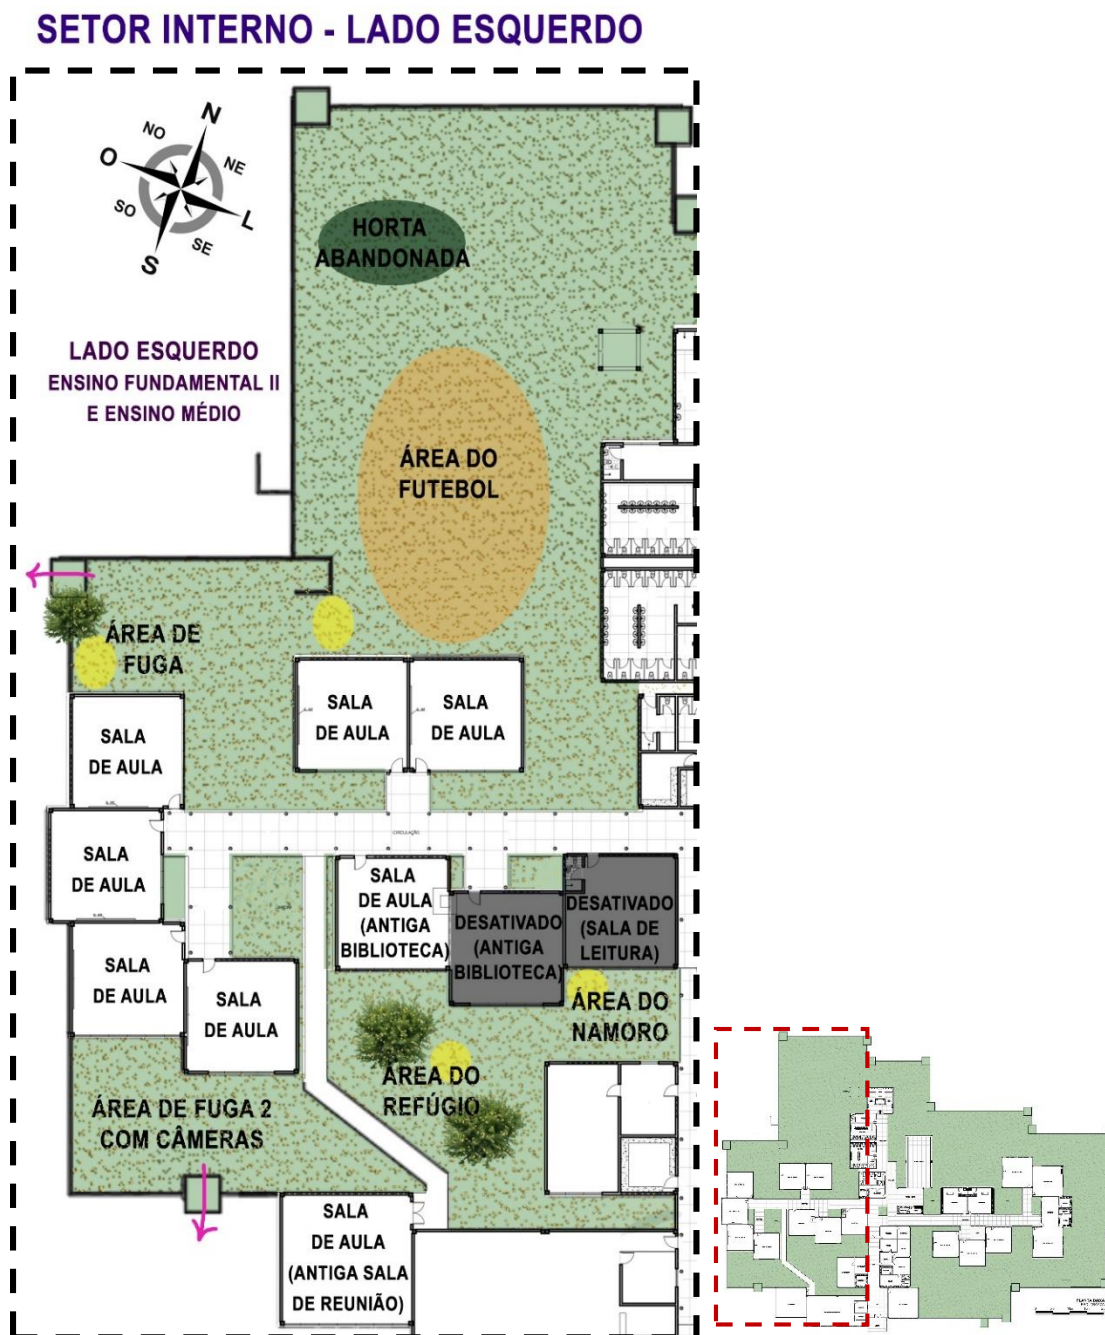 SETOR INTERNO - LADO ESQUERDO
N
NO
NE
O
L
SO
SE
S
HORTA
ABANDONADA
LADO ESQUERDO
ENSINO FUNDAMENTAL II
E ENSINO MÉDIO
ÁREA DO
FUTEBOL
ÁREA DE
FUGA
SALA
DE AULA
SALA
DE AULA
SALA
DE AULA
CIRCULAÇÃO
SALA
DE AULA
SALA
DE AULA
(ANTIGA
BIBLIOTECA)
DESATIVADO
(ANTIGA
BIBLIOTECA)
DESATIVADO
(SALA DE
LEITURA)
SALA
DE AULA
SALA
DE AULA
ÁREA DO
NAMORO
ÁREA DO
REFÚGIO
ÁREA DE FUGA 2
COM CÂMERAS
SALA
DE AULA
(ANTIGA SALA
DE REUNIÃO)